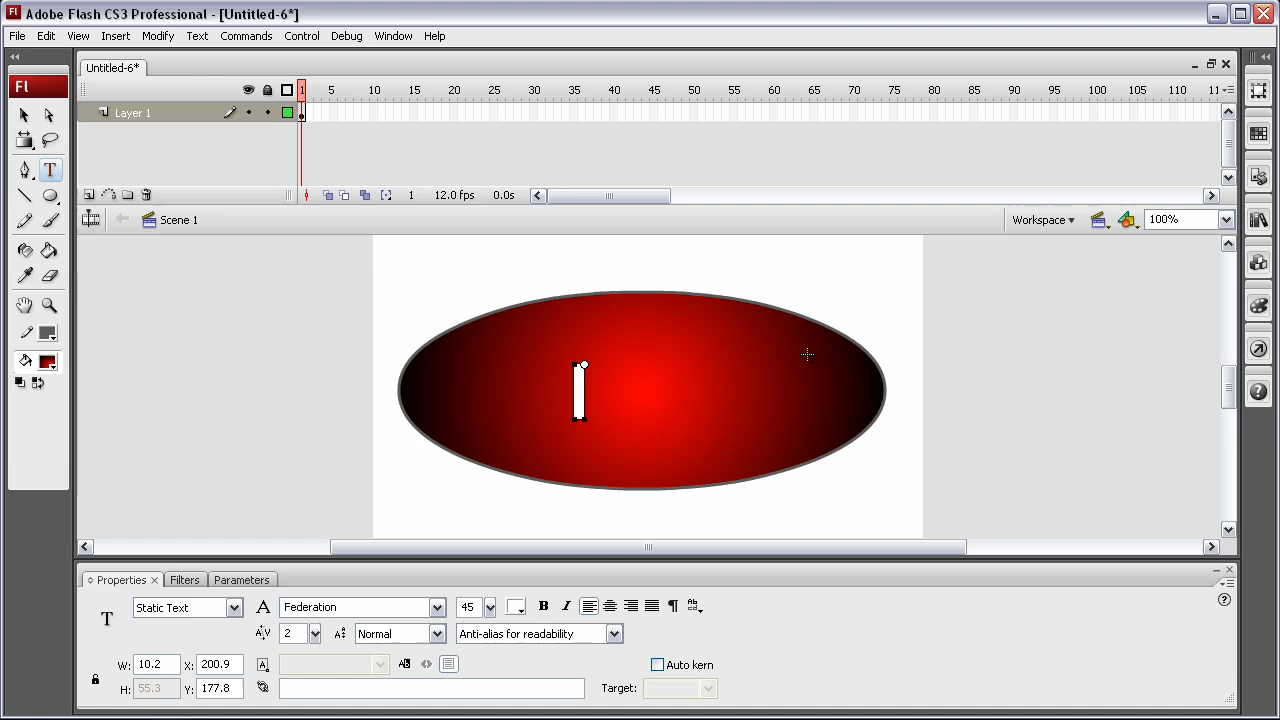 Fl Adobe Flash CS3 Professional - [Untitled-6*]
File Edit View Insert Modify Text Commands Control Debug Window Help
Untitled-6*
Fl
1 5 10 15 20 25 30 35 40 45 50 55 60 65 70 75 80 85 90 95 100 105 110 11
Layer 1
T
1 12.0 fps 0.0s
Scene 1 Workspace 100%
Properties Filters Parameters
T Static Text A Federation 45 B I
A/V 2 Normal Anti-alias for readability
W: 10.2 X: 200.9 Auto kern
H: 55.3 Y: 177.8 Target: